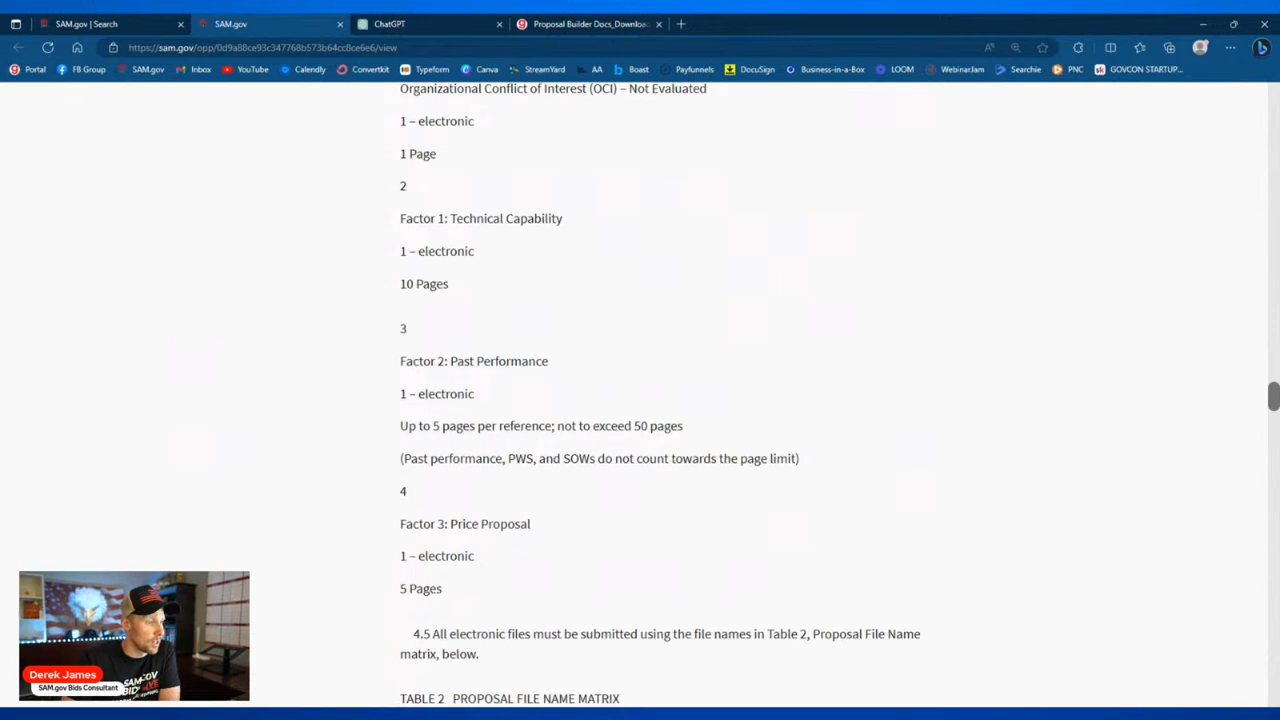 SAM.gov | Search
SAM.gov
ChatGPT
Proposal Builder Docs_Download
https://sam.gov/opp/0d9a88ce93c347768b573b64cc8ce6e6/view
Portal
FB Group
SAM.gov
Inbox
YouTube
Calendly
Convertkit
Typeform
Canva
StreamYard
AA
Boast
Payfunnels
DocuSign
Business-in-a-Box
LOOM
WebinarJam
Searchie
PNC
GOVCON STARTUP...
Organizational Conflict of Interest (OCI) – Not Evaluated
1 – electronic
1 Page
2
Factor 1: Technical Capability
1 – electronic
10 Pages
3
Factor 2: Past Performance
1 – electronic
Up to 5 pages per reference; not to exceed 50 pages
(Past performance, PWS, and SOWs do not count towards the page limit)
4
Factor 3: Price Proposal
1 – electronic
5 Pages
4.5 All electronic files must be submitted using the file names in Table 2, Proposal File Name
matrix, below.
TABLE 2 PROPOSAL FILE NAME MATRIX
Derek James
SAM.gov Bids Consultant